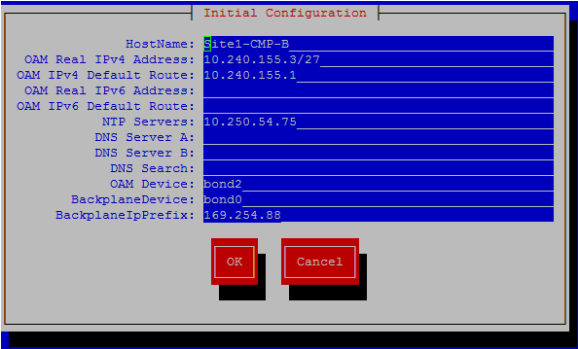 Initial Configuration
HostName: Site1-CMP-B
OAM Real IPv4 Address: 10.240.155.3/27
OAM IPv4 Default Route: 10.240.155.1
OAM Real IPv6 Address:
OAM IPv6 Default Route:
NTP Servers: 10.250.54.75
DNS Server A:
DNS Server B:
DNS Search:
OAM Device: bond2
BackplaneDevice: bond0
BackplaneIpPrefix: 169.254.88
OK Cancel